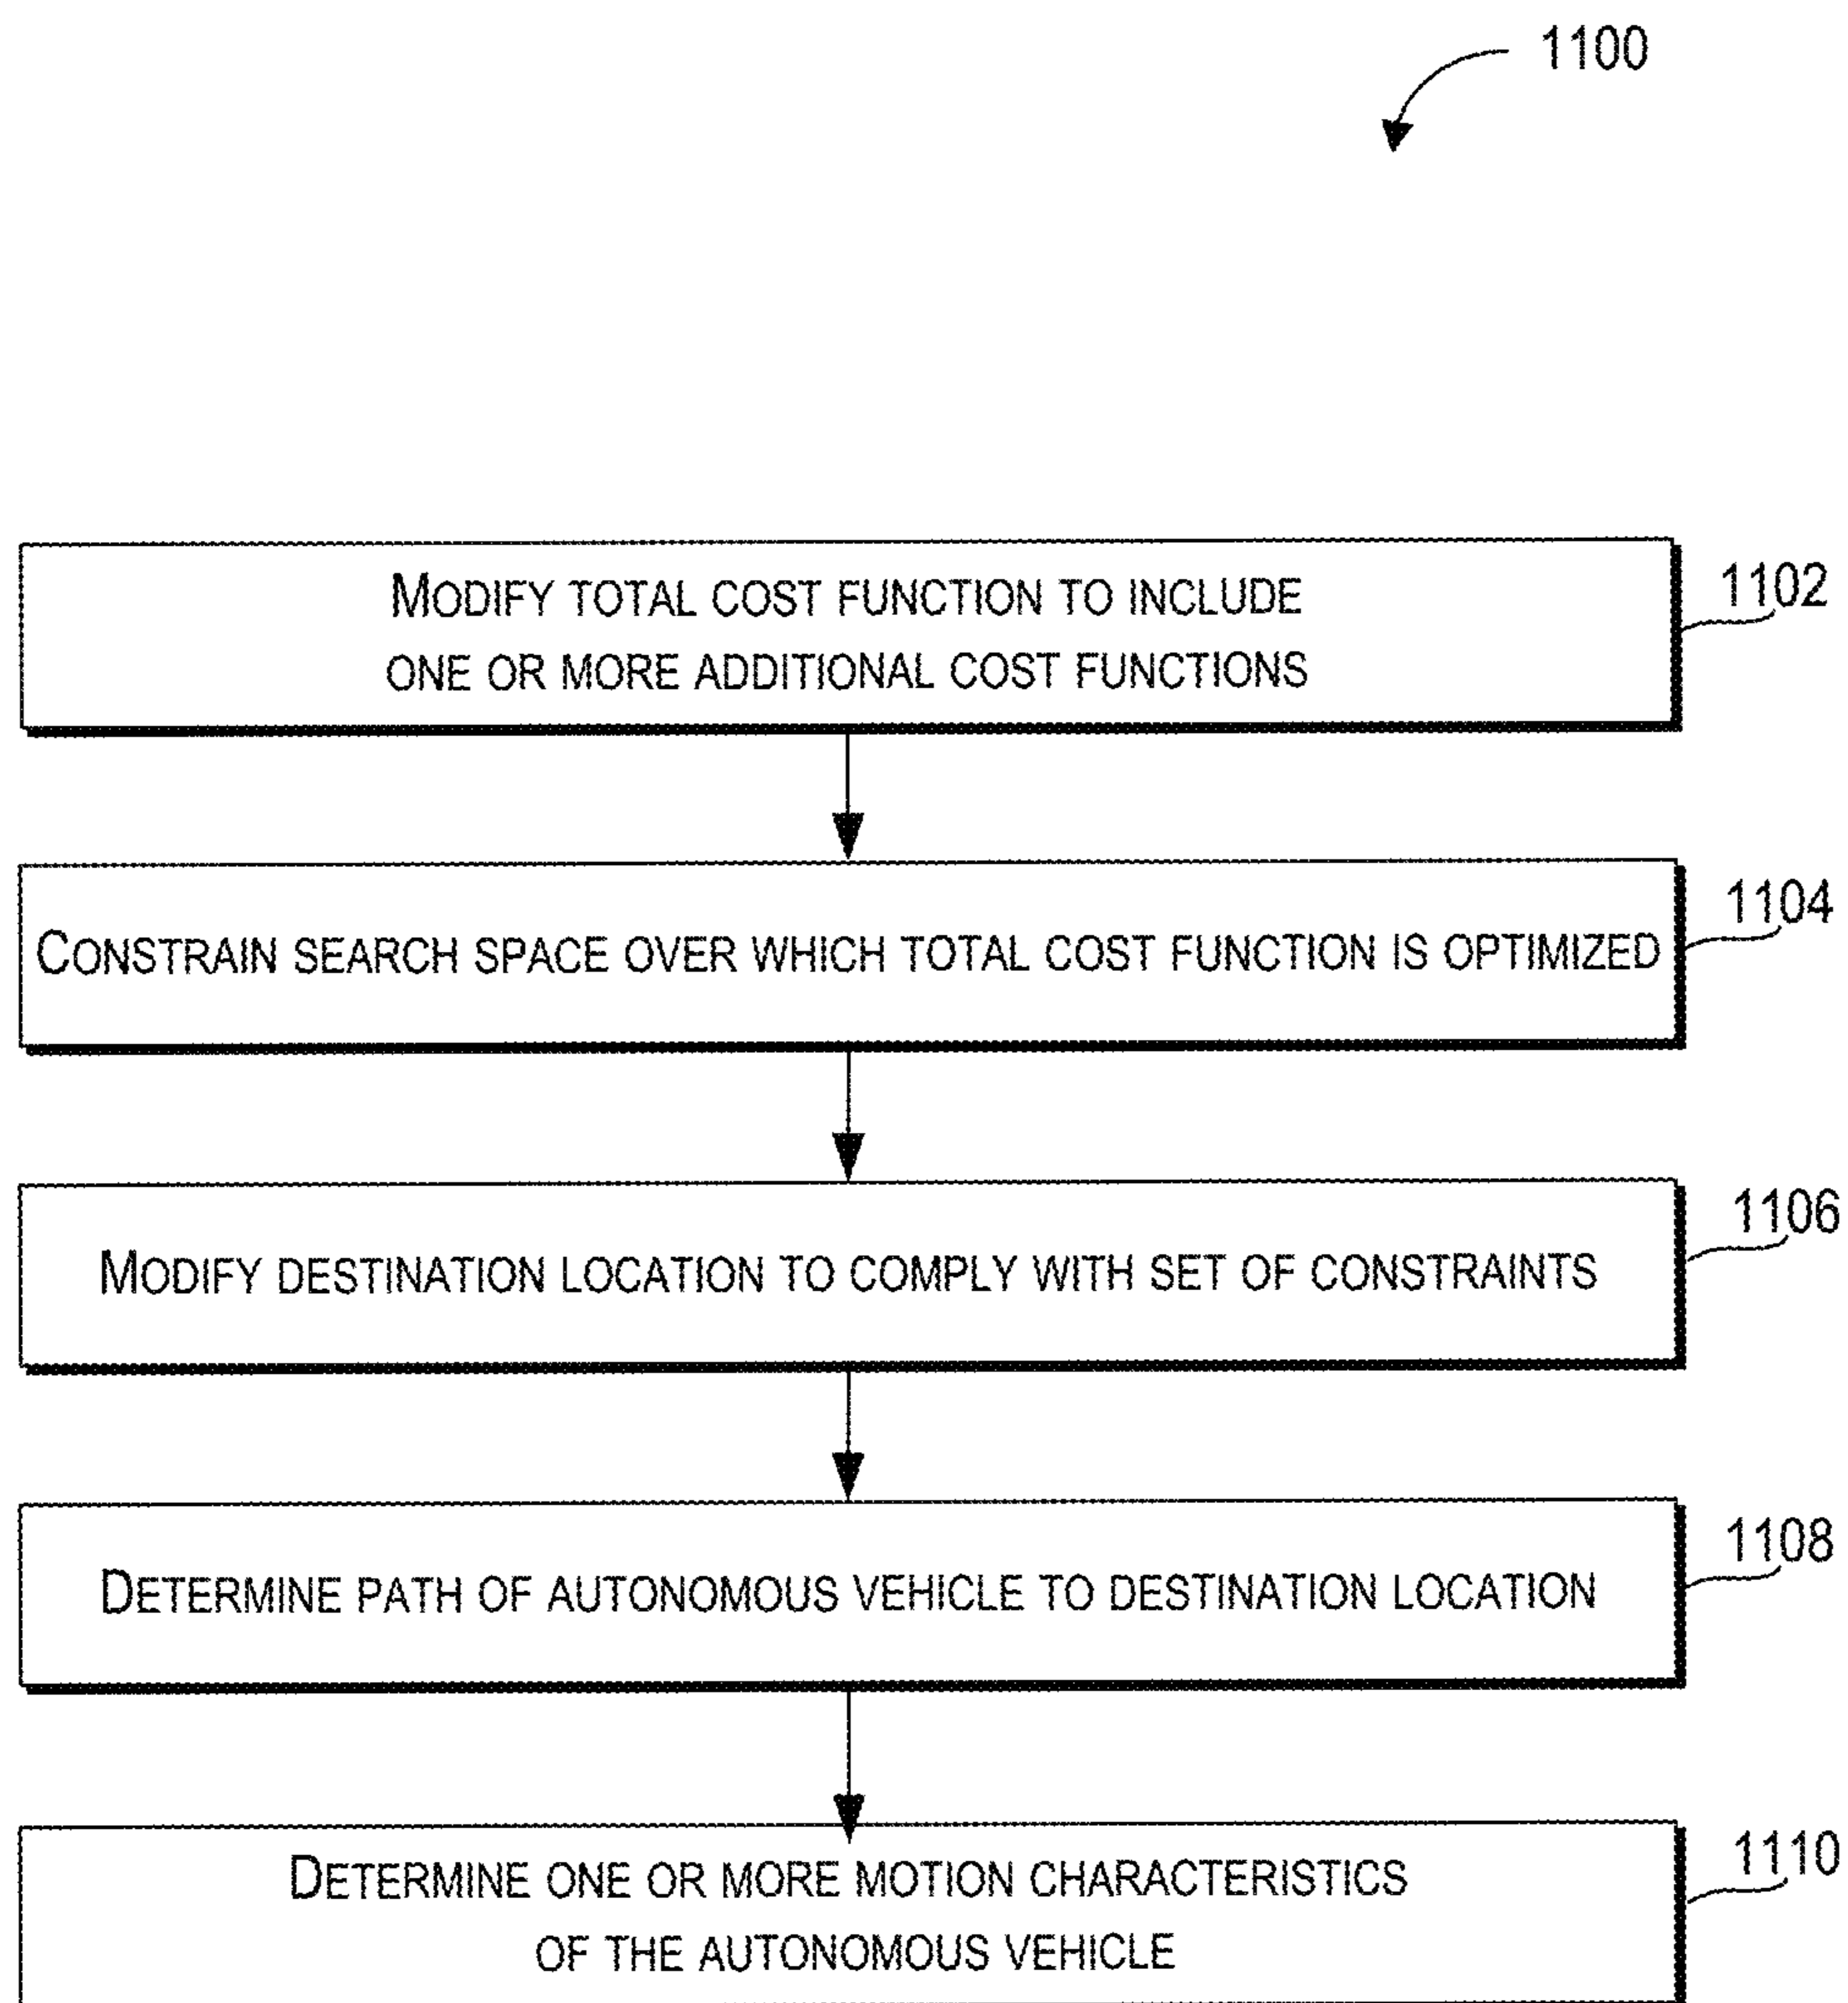 1100
MODIFY TOTAL COST FUNCTION TO INCLUDE
ONE OR MORE ADDITIONAL COST FUNCTIONS
1102
CONSTRAIN SEARCH SPACE OVER WHICH TOTAL COST FUNCTION IS OPTIMIZED
1104
MODIFY DESTINATION LOCATION TO COMPLY WITH SET OF CONSTRAINTS
1106
DETERMINE PATH OF AUTONOMOUS VEHICLE TO DESTINATION LOCATION
1108
DETERMINE ONE OR MORE MOTION CHARACTERISTICS
OF THE AUTONOMOUS VEHICLE
1110